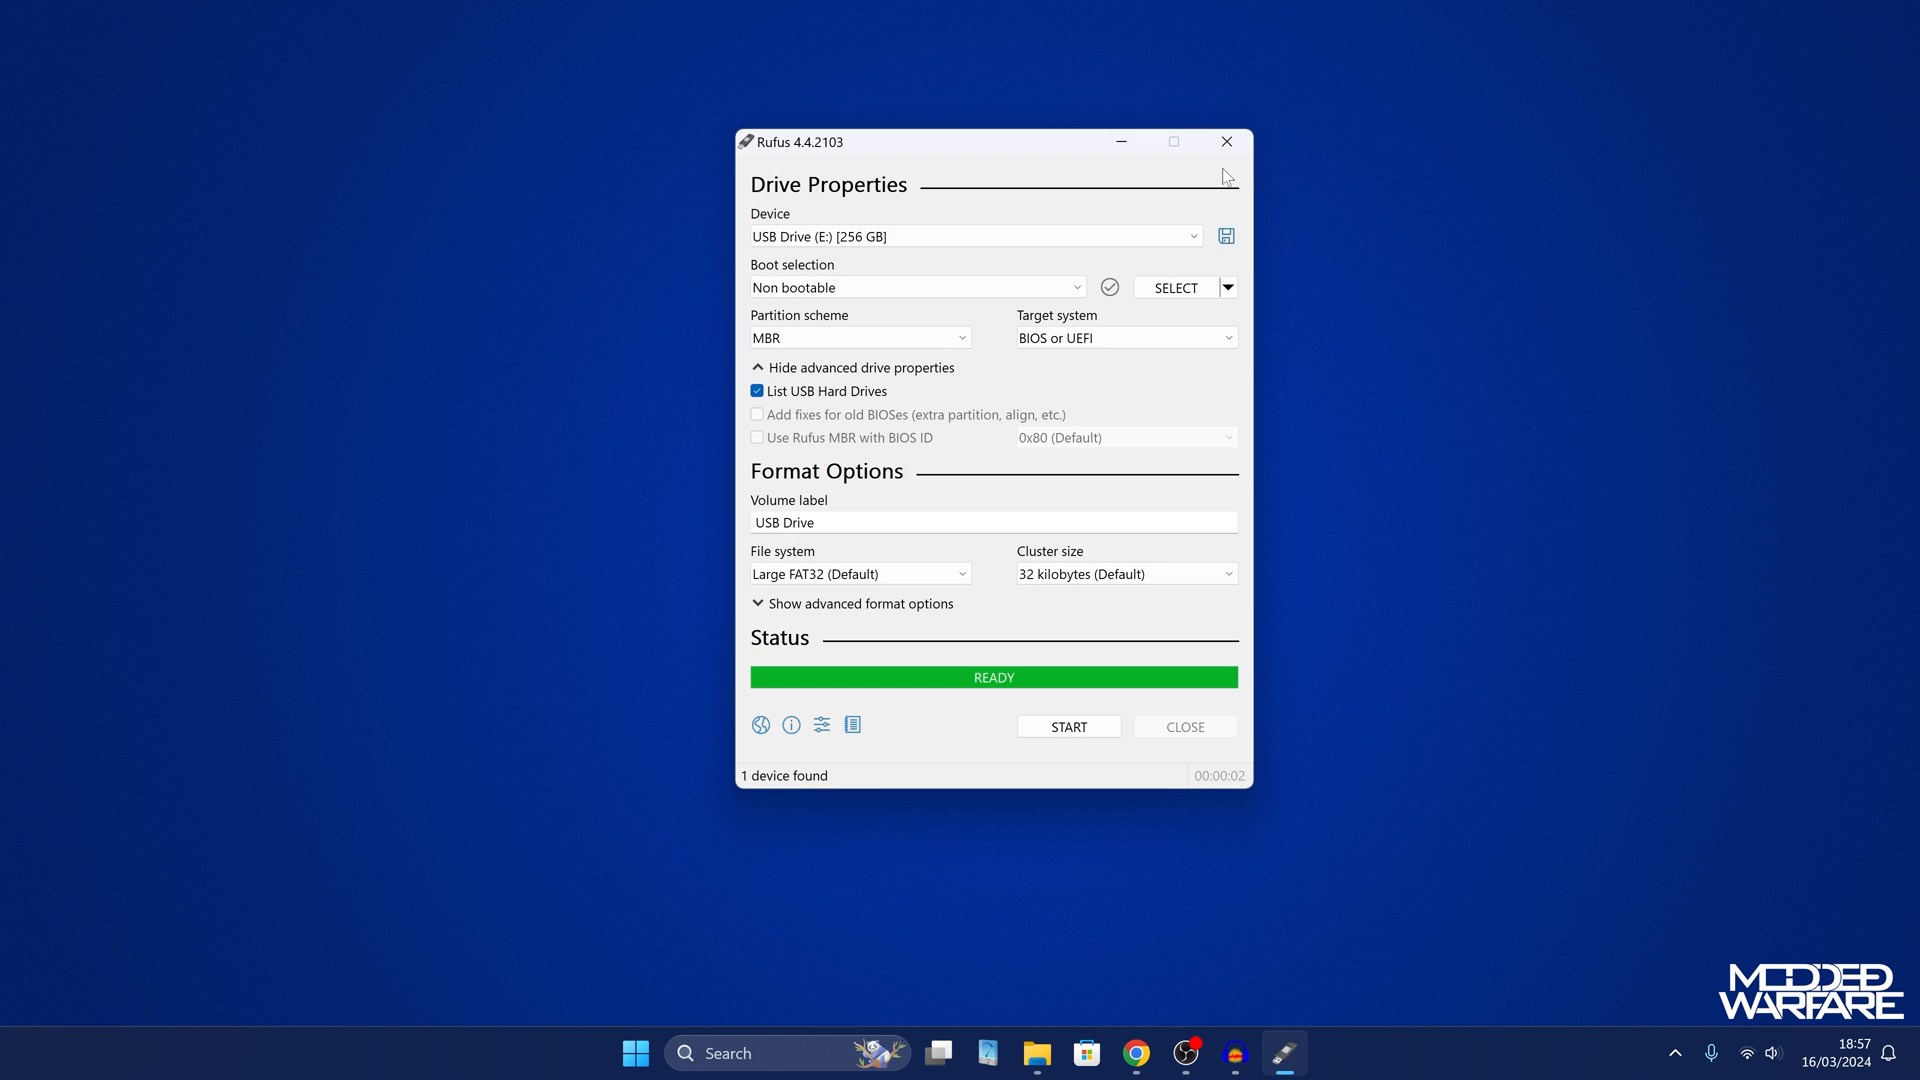 Rufus 4.4.2103
Drive Properties
Device
USB Drive (E:) [256 GB]
Boot selection
Non bootable
SELECT
Partition scheme
Target system
MBR
BIOS or UEFI
Hide advanced drive properties
List USB Hard Drives
Add fixes for old BIOSes (extra partition, align, etc.)
Use Rufus MBR with BIOS ID
0x80 (Default)
Format Options
Volume label
USB Drive
File system
Cluster size
Large FAT32 (Default)
32 kilobytes (Default)
Show advanced format options
Status
READY
START
CLOSE
1 device found
00:00:02
MODDED
WARFARE
Search
18:57
16/03/2024